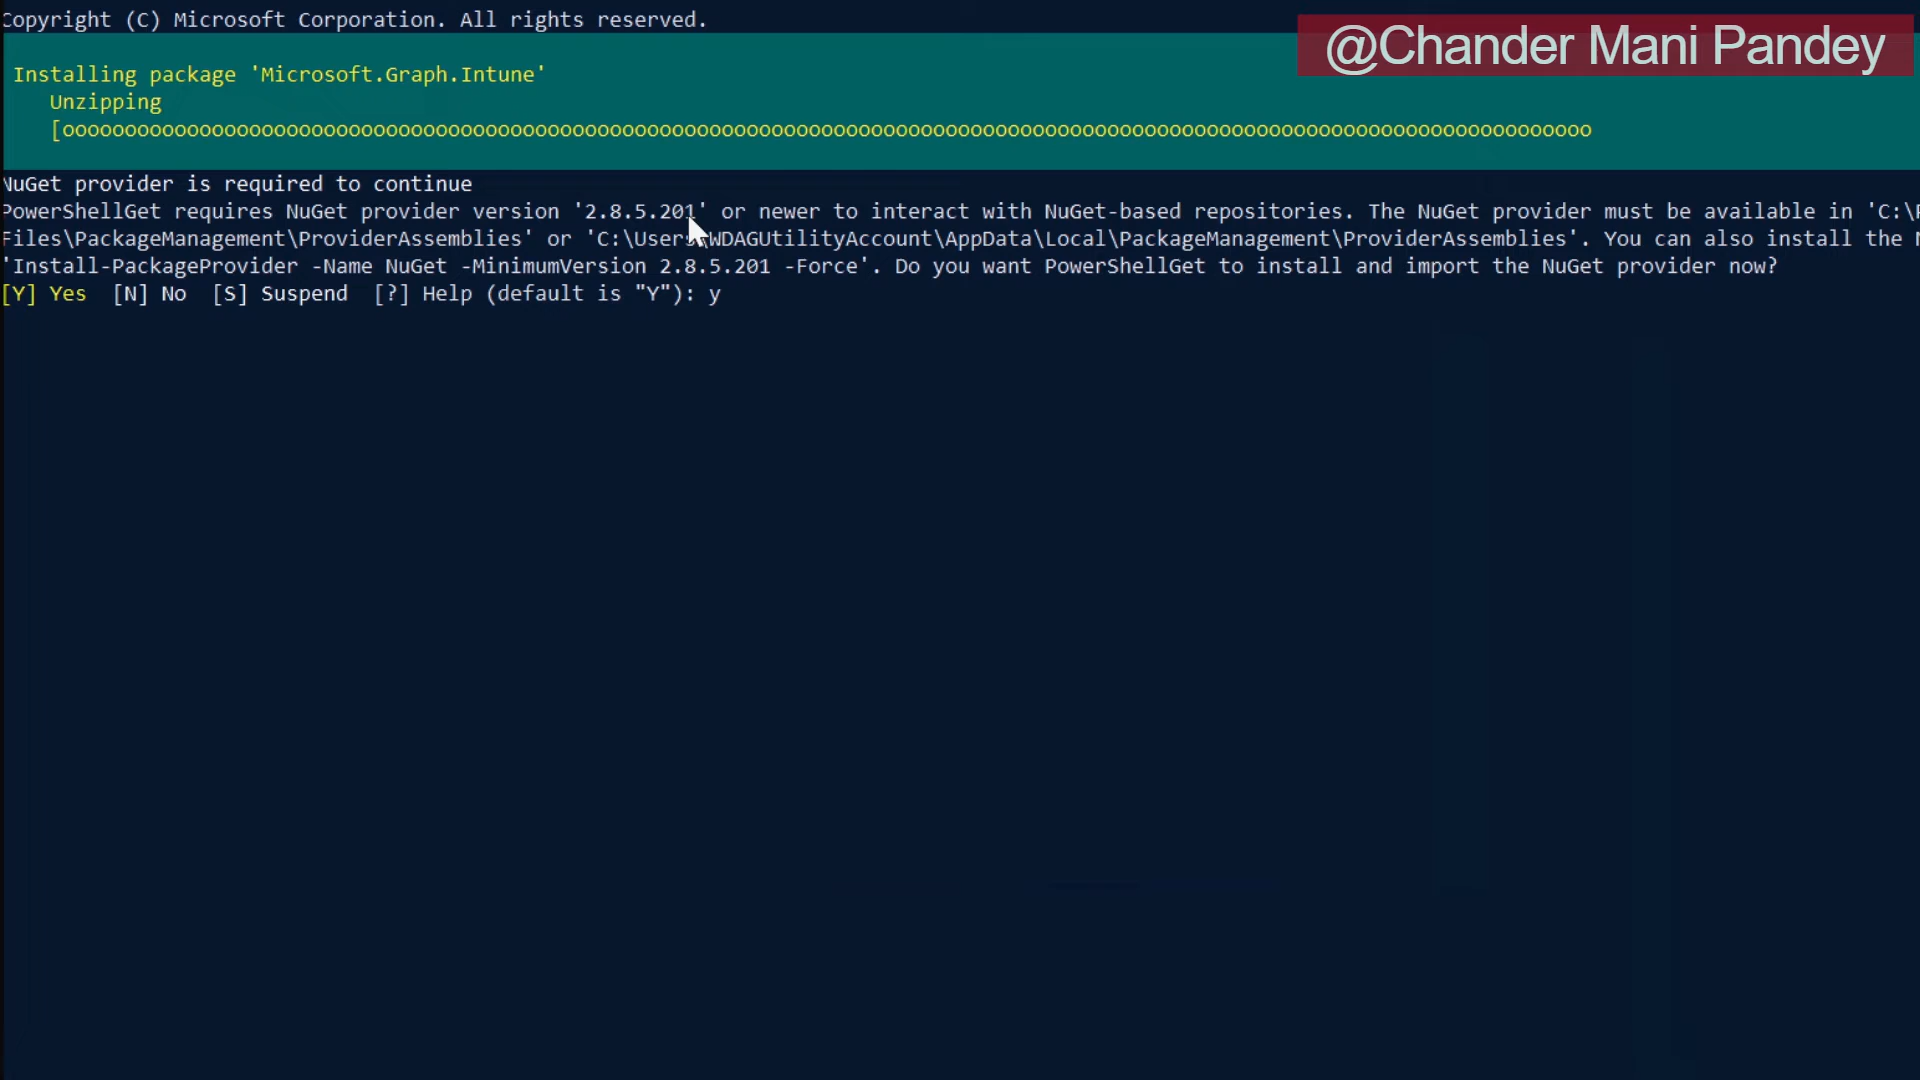 Copyright (C) Microsoft Corporation. All rights reserved.
@Chander Mani Pandey
Installing package 'Microsoft.Graph.Intune'
Unzipping
[ooooooooooooooooooooooooooooooooooooooooooooooooooooooooooooooooooooooooooooooooooooooooooooooooooooooooooooooooooooooooooo
NuGet provider is required to continue
PowerShellGet requires NuGet provider version '2.8.5.201' or newer to interact with NuGet-based repositories. The NuGet provider must be available in 'C:\P
Files\PackageManagement\ProviderAssemblies' or 'C:\Users\WDAGUtilityAccount\AppData\Local\PackageManagement\ProviderAssemblies'. You can also install the N
'Install-PackageProvider -Name NuGet -MinimumVersion 2.8.5.201 -Force'. Do you want PowerShellGet to install and import the NuGet provider now?
[Y] Yes  [N] No  [S] Suspend  [?] Help (default is "Y"): y